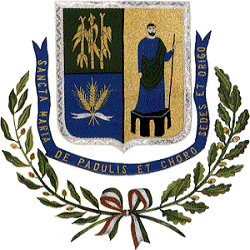 SANCTA MARIA DE PADULIS ET CHORO SEDES ET ORIGO